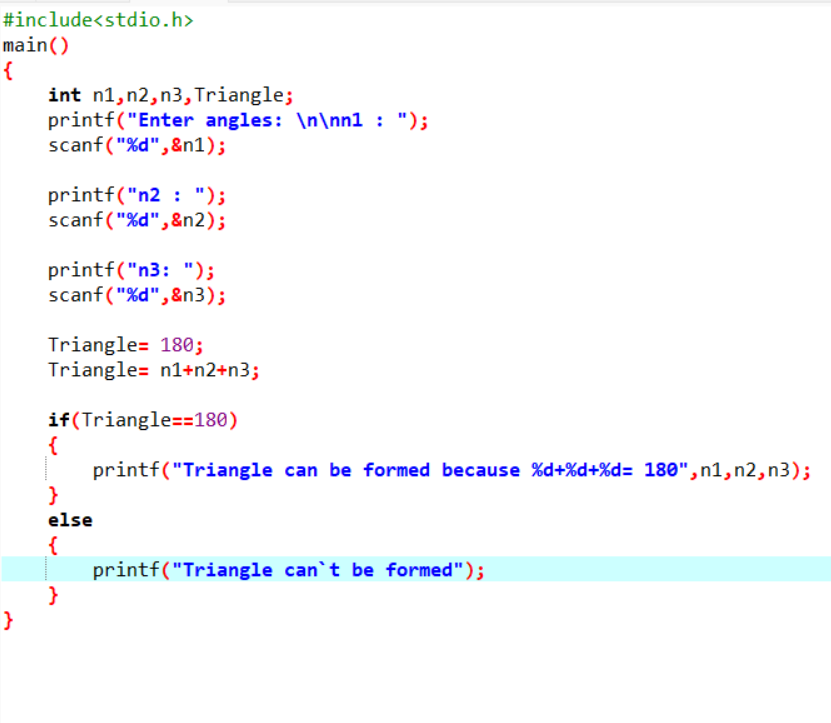 #include<stdio.h>
main()
{
int n1,n2,n3,Triangle;
printf("Enter angles: \n\nn1 : ");
scanf("%d",&n1);
printf("n2 : ");
scanf("%d",&n2);
printf("n3: ");
scanf("%d",&n3);
Triangle= 180;
Triangle= n1+n2+n3;
if(Triangle==180)
{
printf("Triangle can be formed because %d+%d+%d= 180",n1,n2,n3);
}
else
{
printf("Triangle can`t be formed");
}
}